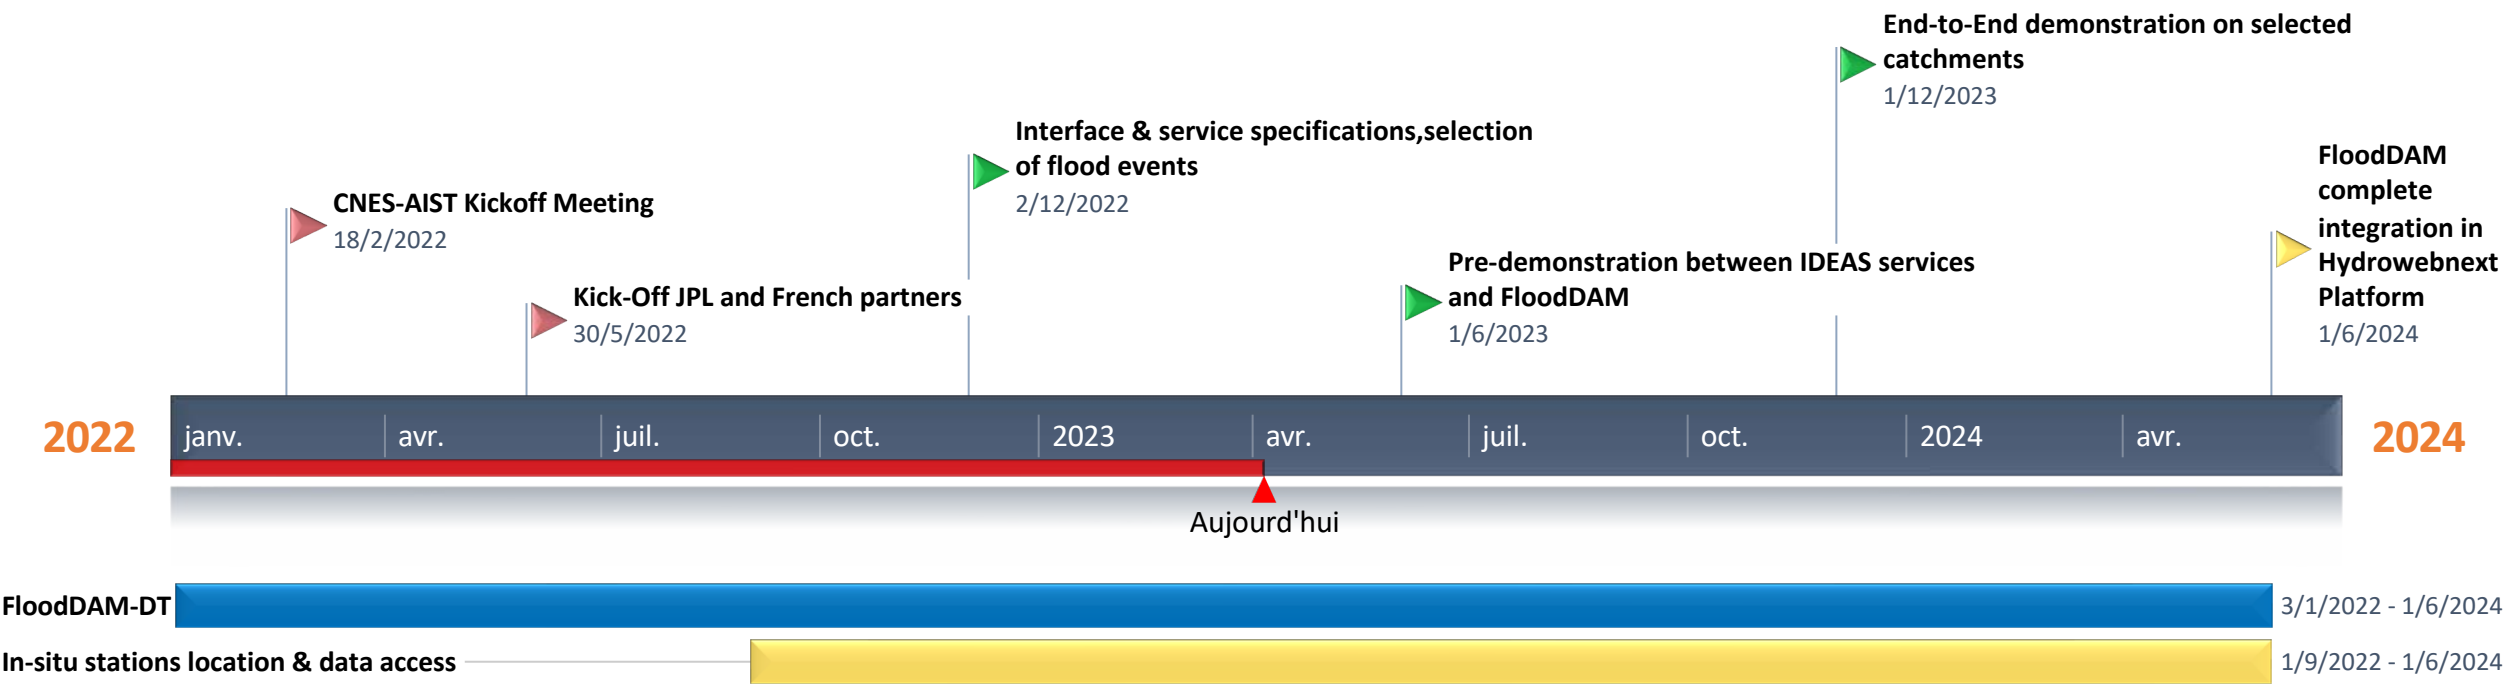 End-to-End demonstration on selected
catchments
1/12/2023
Interface & service specifications,selection
of flood events
2/12/2022
FloodDAM
complete
integration in
Hydrowebnext
Platform
1/6/2024
CNES-AIST Kickoff Meeting
18/2/2022
Pre-demonstration between IDEAS services
and FloodDAM
1/6/2023
Kick-Off JPL and French partners
30/5/2022
2022 janv. avr. juil. oct. 2023 avr. juil. oct. 2024 avr. 2024
Aujourd'hui
FloodDAM-DT 3/1/2022 - 1/6/2024
In-situ stations location & data access 1/9/2022 - 1/6/2024